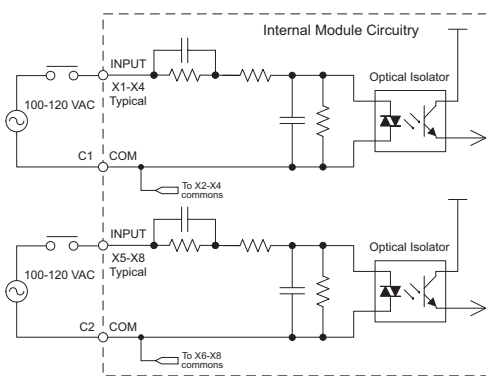 Internal Module Circuitry
INPUT
X1-X4
Typical
Optical Isolator
100-120 VAC
C1
COM
To X2-X4
commons
INPUT
X5-X8
Typical
Optical Isolator
100-120 VAC
C2
COM
To X6-X8
commons